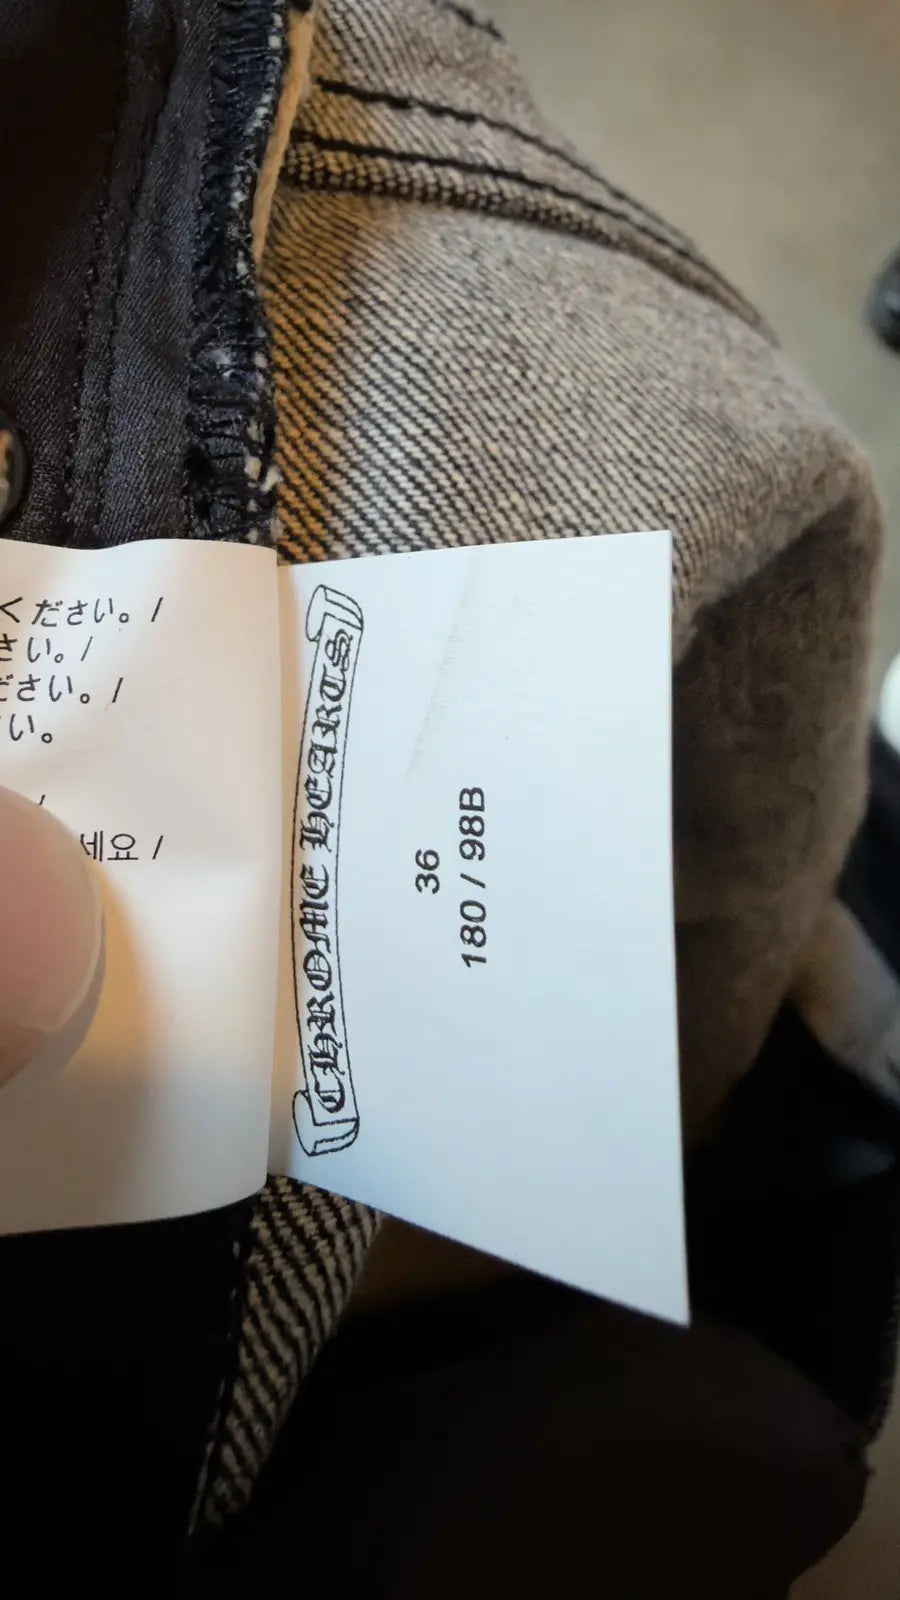 ください。 /
さい。 /
ださい。 /
い。
/
세요 /
CHROME HEARTS
36
180 / 98B